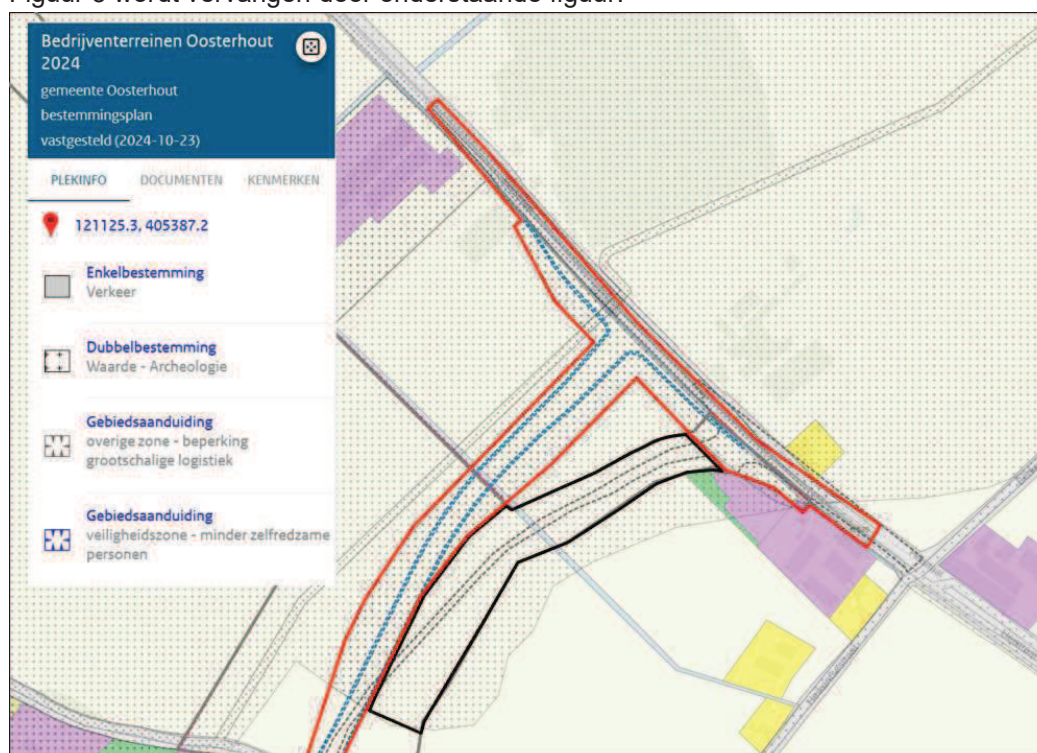 Figuur 3 wordt vervangen door onderstaande figuur:
Bedrijventerreinen Oosterhout
2024
gemeente Oosterhout
bestemmingsplan
vastgesteld (2024-10-23)
PLEKINFO DOCUMENTEN KENMERKEN
121125.3, 405387.2
Enkelbestemming
Verkeer
Dubbelbestemming
Waarde - Archeologie
Gebiedsaanduiding
overige zone - beperking
grootschalige logistiek
Gebiedsaanduiding
veiligheidszone - minder zelfredzame
personen